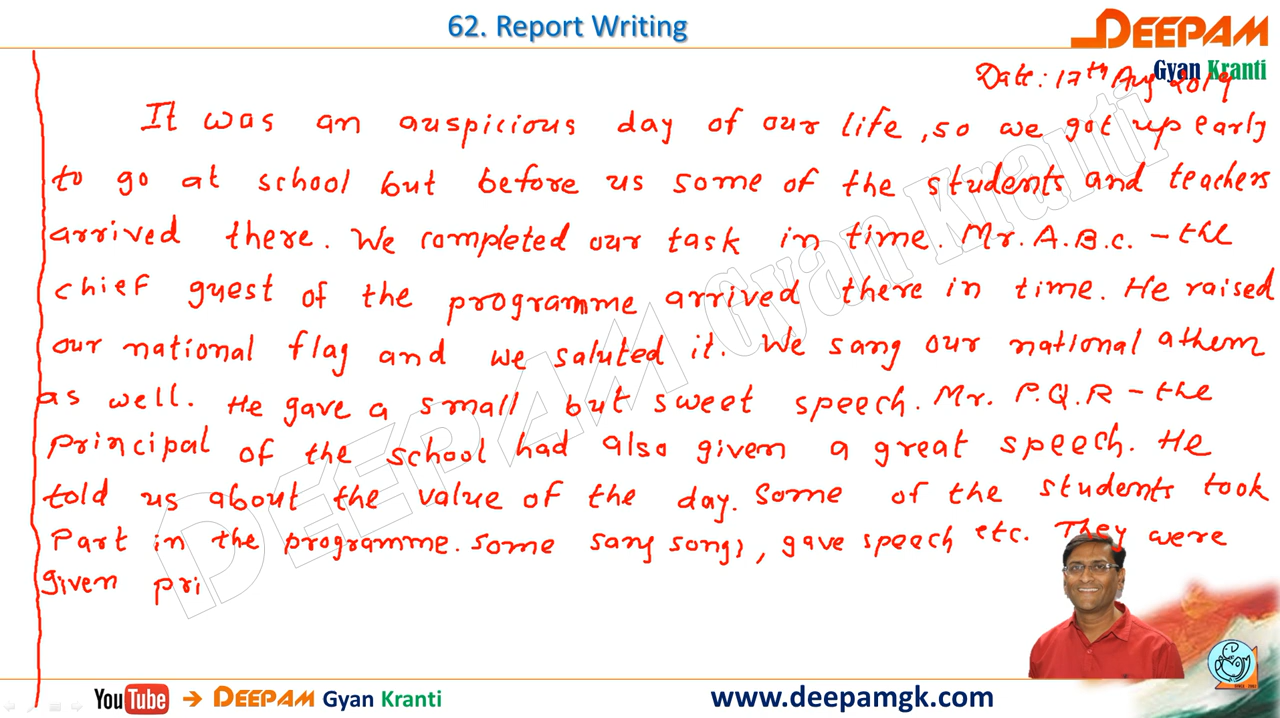 62. Report Writing
DEEPAM
Gyan Kranti
Date: 17th Aug 2019
It was an auspicious day of our life, so we got up early
to go at school but before us some of the students and teachers
arrived there. We completed our task in time. Mr. A.B.C. - the
chief guest of the programme arrived there in time. He raised
our national flag and we saluted it. We sang our national athem
as well. He gave a small but sweet speech. Mr. P.Q.R - the
principal of the school had also given a great speech. He
told us about the value of the day. Some of the students took
part in the programme. Some sang songs, gave speech etc. They were
given pri
DEEPAM Gyan Kranti
YouTube → DEEPAM Gyan Kranti
www.deepamgk.com